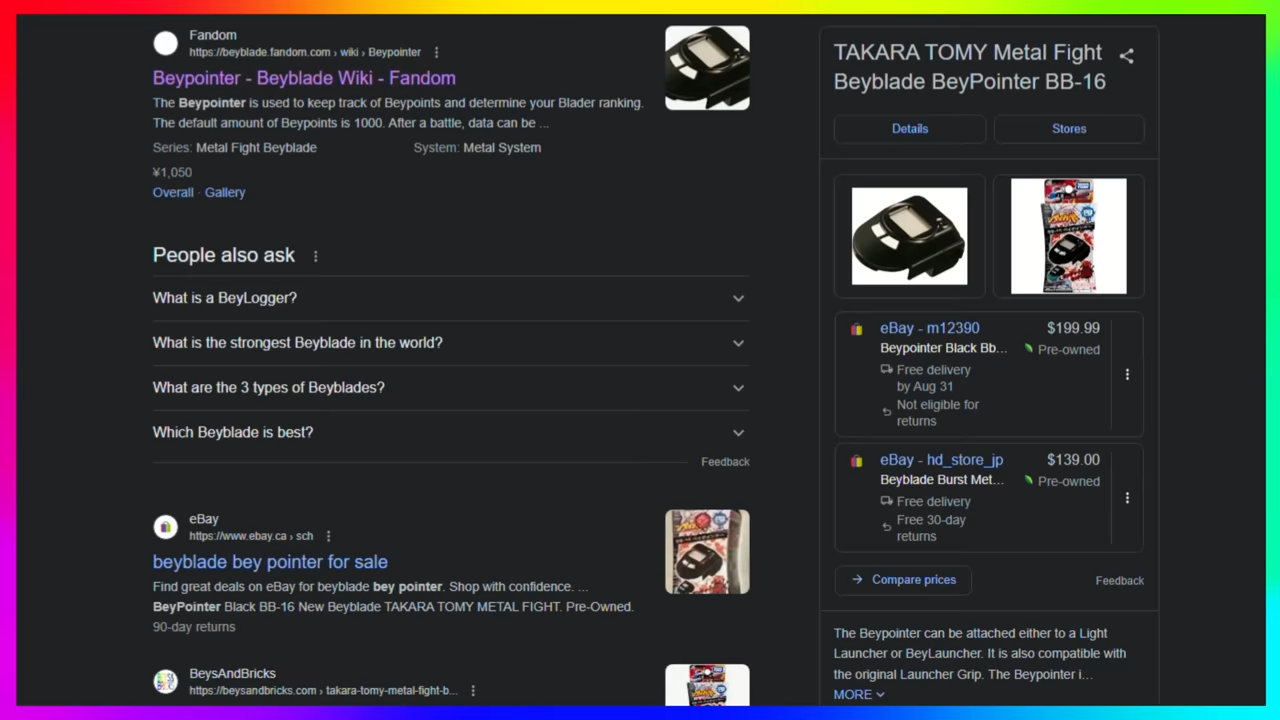 Fandom
https://beyblade.fandom.com › wiki › Beypointer
Beypointer - Beyblade Wiki - Fandom
The Beypointer is used to keep track of Beypoints and determine your Blader ranking.
The default amount of Beypoints is 1000. After a battle, data can be ...
Series: Metal Fight Beyblade System: Metal System
¥1,050
Overall · Gallery
People also ask
What is a BeyLogger?
What is the strongest Beyblade in the world?
What are the 3 types of Beyblades?
Which Beyblade is best?
Feedback
eBay
https://www.ebay.ca › sch
beyblade bey pointer for sale
Find great deals on eBay for beyblade bey pointer. Shop with confidence. ...
BeyPointer Black BB-16 New Beyblade TAKARA TOMY METAL FIGHT. Pre-Owned.
90-day returns
BeysAndBricks
https://beysandbricks.com › takara-tomy-metal-fight-b...
TAKARA TOMY Metal Fight
Beyblade BeyPointer BB-16
Details
Stores
eBay - m12390 $199.99
Beypointer Black Bb... Pre-owned
Free delivery
by Aug 31
Not eligible for
returns
eBay - hd_store_jp $139.00
Beyblade Burst Met... Pre-owned
Free delivery
Free 30-day
returns
Compare prices
Feedback
The Beypointer can be attached either to a Light
Launcher or BeyLauncher. It is also compatible with
the original Launcher Grip. The Beypointer i...
MORE